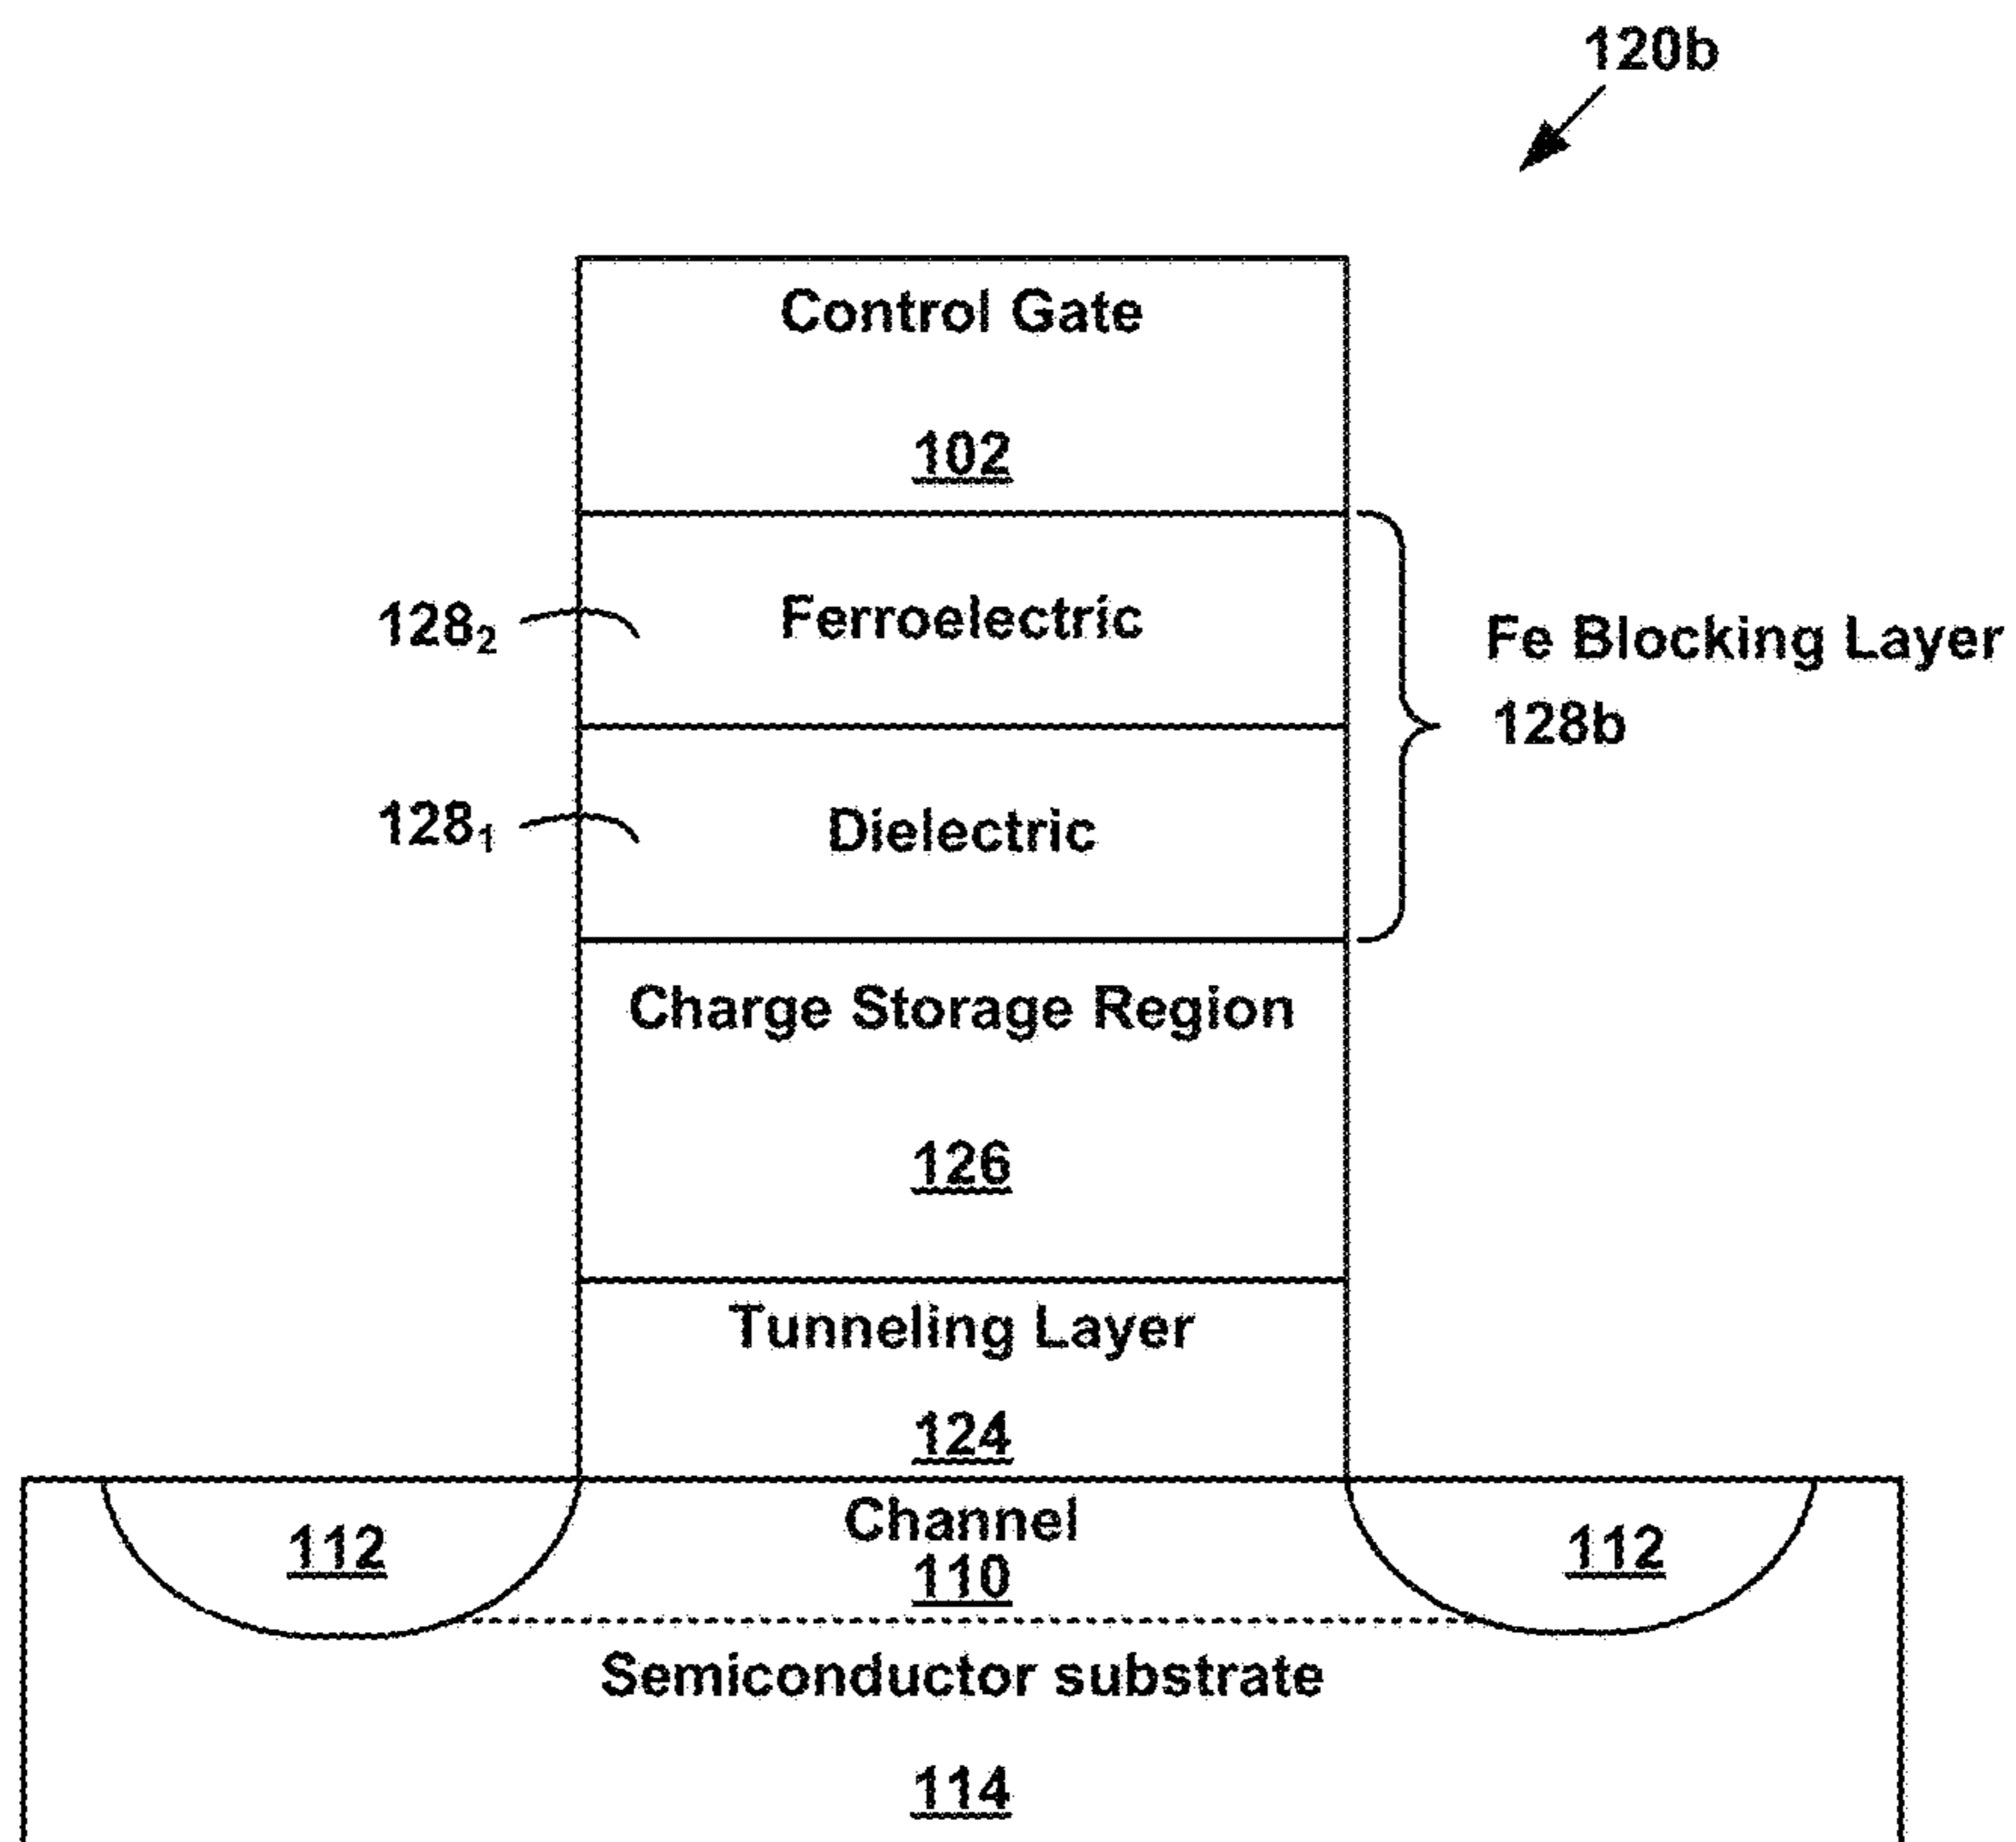 120b
Control Gate
102
128₂
Ferroelectric
Fe Blocking Layer
128b
128₁
Dielectric
Charge Storage Region
126
Tunneling Layer
124
Channel
112
110
112
Semiconductor substrate
114